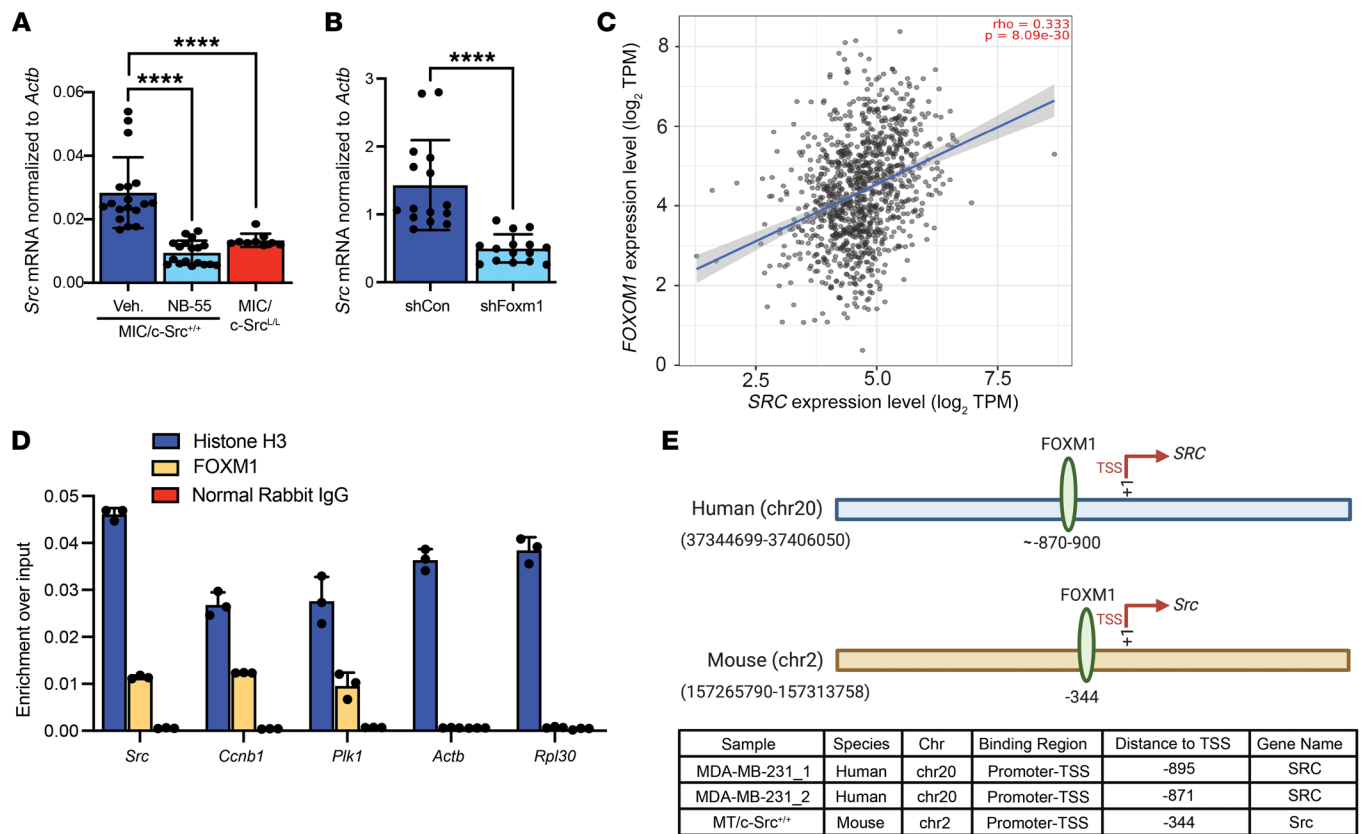 A
****
****
Src mRNA normalized to Actb
0.06
0.04
0.02
0.00
Veh.
NB-55
MIC/
c-Src^L/L
MIC/c-Src^+/+
B
****
Src mRNA normalized to Actb
3
2
1
0
shCon
shFoxm1
C
rho = 0.333
p = 8.09e-30
FOXOM1 expression level (log₂ TPM)
8
6
4
2
0
2.5
5.0
7.5
SRC expression level (log₂ TPM)
D
Histone H3
FOXM1
Normal Rabbit IgG
Enrichment over input
0.05
0.04
0.03
0.02
0.01
0.00
Src
Ccnb1
Plk1
Actb
Rpl30
E
FOXM1
TSS
SRC
+1
Human (chr20)
(37344699-37406050)
~-870-900
FOXM1
TSS
Src
+1
Mouse (chr2)
(157265790-157313758)
-344
Sample Species Chr Binding Region Distance to TSS Gene Name
MDA-MB-231_1 Human chr20 Promoter-TSS -895 SRC
MDA-MB-231_2 Human chr20 Promoter-TSS -871 SRC
MT/c-Src^+/+ Mouse chr2 Promoter-TSS -344 Src